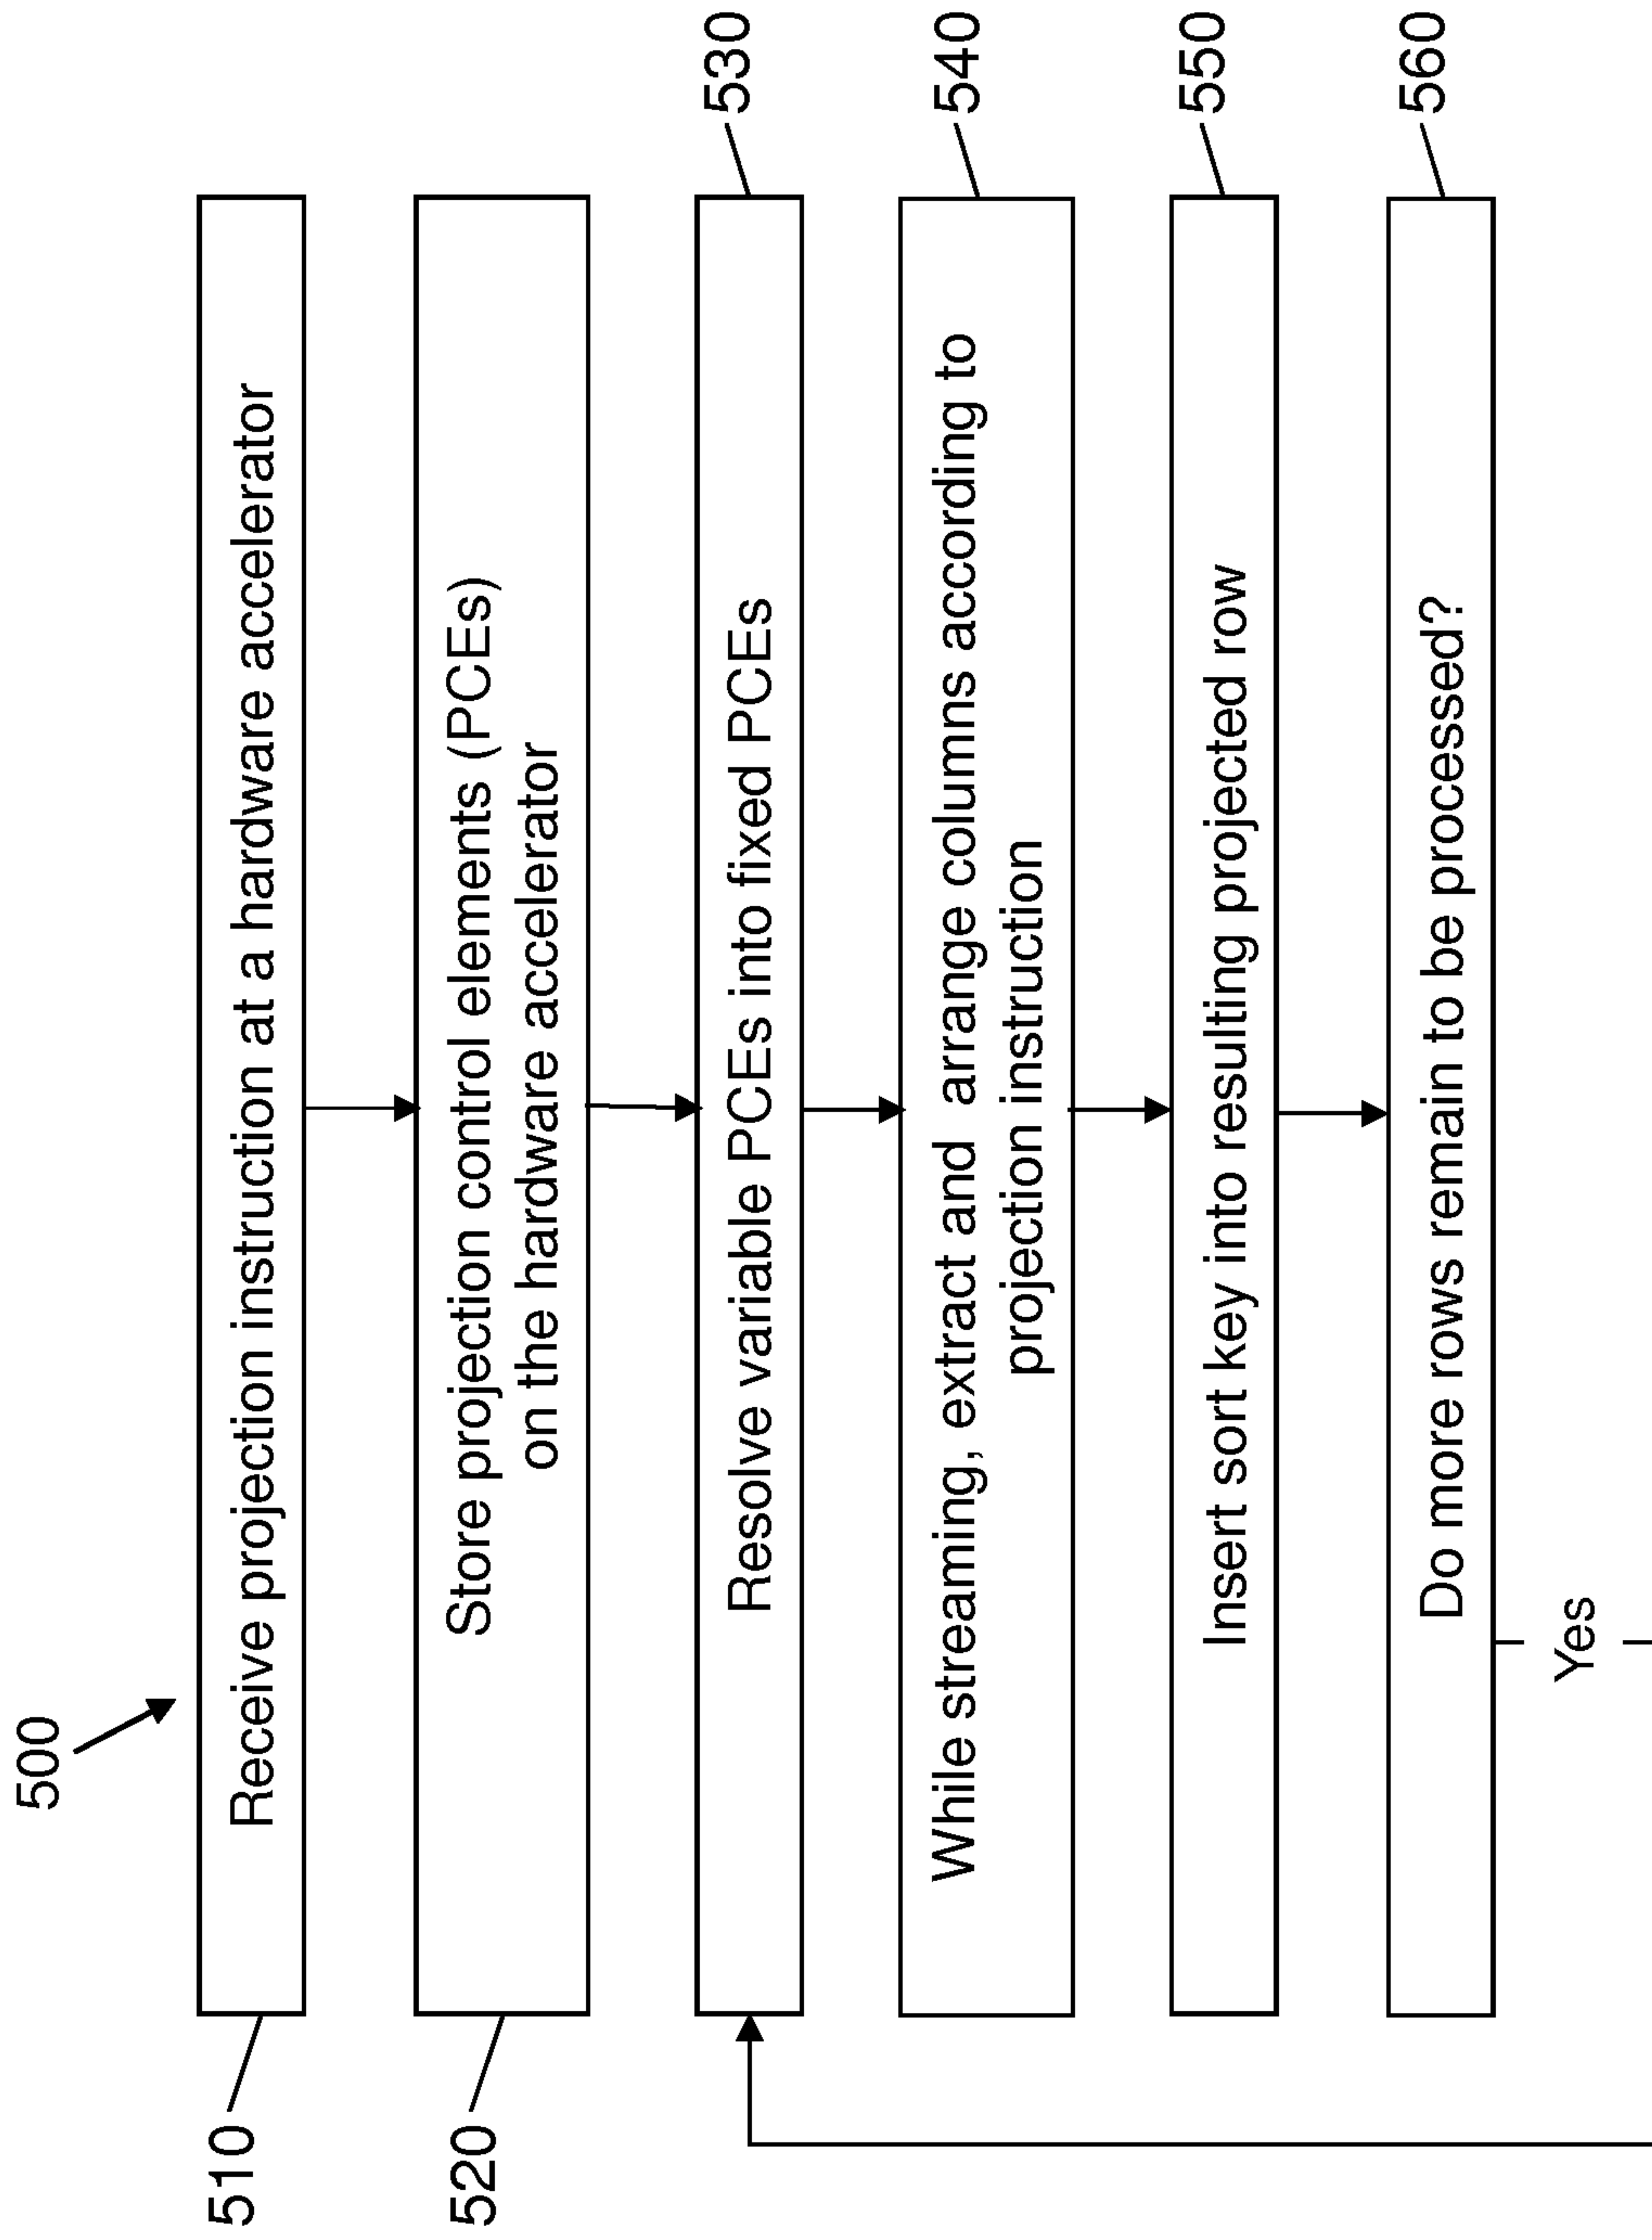 500
510
Receive projection instruction at a hardware accelerator
520
Store projection control elements (PCEs)
on the hardware accelerator
Resolve variable PCEs into fixed PCEs
530
While streaming, extract and arrange columns according to
projection instruction
540
Insert sort key into resulting projected row
550
Do more rows remain to be processed?
560
Yes